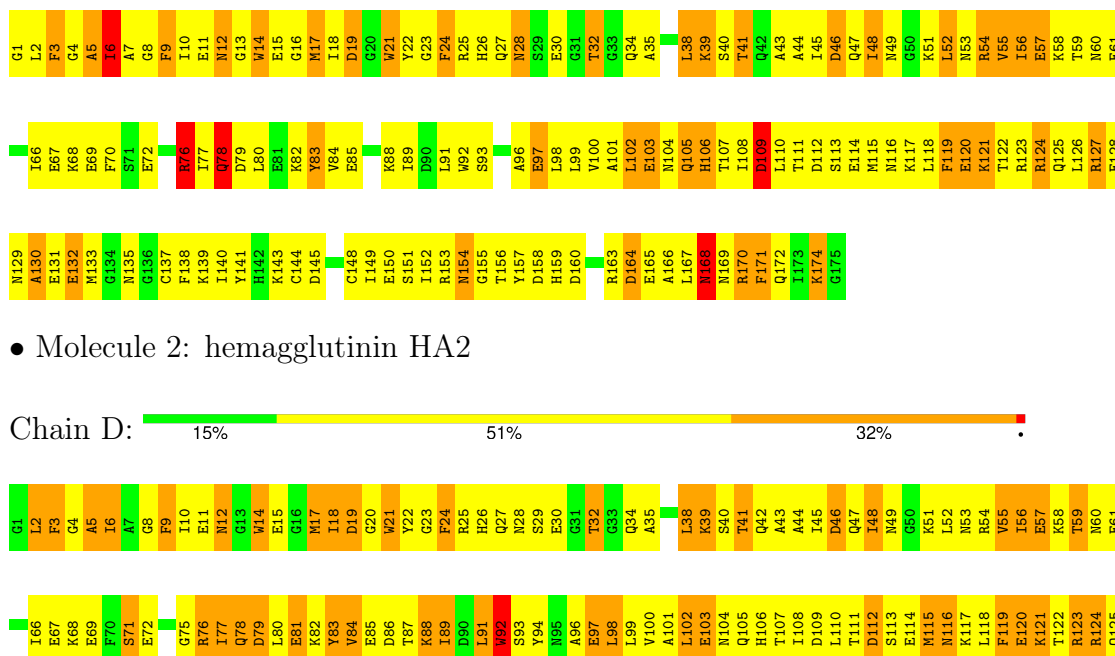 G1 L2 F3 G4 A5 I6 A7 G8 F9 I10 E11 N12 G13 W14 E15 G16 M17 I18 D19 G20 W21 Y22 G23 F24 R25 H26 Q27 N28 S29 E30 G31 T32 G33 Q34 A35 L38 K39 S40 T41 Q42 A43 A44 I45 D46 Q47 I48 N49 G50 K51 L52 N53 R54 V55 I56 E57 K58 T59 N60 E61
I66 E67 K68 E69 F70 S71 E72 R76 I77 Q78 D79 L80 E81 K82 Y83 V84 E85 K88 I89 D90 L91 W92 S93 A96 E97 L98 L99 V100 A101 L102 E103 N104 Q105 H106 T107 I108 D109 L110 T111 D112 S113 E114 M115 N116 K117 L118 F119 E120 K121 T122 R123 R124 Q125 L126 R127 E128
N129 A130 E131 E132 M133 G134 N135 G136 C137 F138 K139 I140 Y141 H142 K143 C144 D145 C148 I149 E150 S151 I152 R153 N154 G155 T156 Y157 D158 H159 D160 R163 D164 E165 A166 L167 N168 N169 R170 F171 Q172 I173 K174 G175
• Molecule 2: hemagglutinin HA2
Chain D: 15% 51% 32% •
G1 L2 F3 G4 A5 I6 A7 G8 F9 I10 E11 N12 G13 W14 E15 G16 M17 I18 D19 G20 W21 Y22 G23 F24 R25 H26 Q27 N28 S29 E30 G31 T32 G33 Q34 A35 L38 K39 S40 T41 Q42 A43 A44 I45 D46 Q47 I48 N49 G50 K51 L52 N53 R54 V55 I56 E57 K58 T59 N60 E61
I66 E67 K68 E69 F70 S71 E72 G75 R76 I77 Q78 D79 L80 E81 K82 Y83 V84 E85 D86 T87 K88 I89 D90 L91 W92 S93 Y94 N95 A96 E97 L98 L99 V100 A101 L102 E103 N104 Q105 H106 T107 I108 D109 L110 T111 D112 S113 E114 M115 N116 K117 L118 F119 E120 K121 T122 R123 R124 Q125